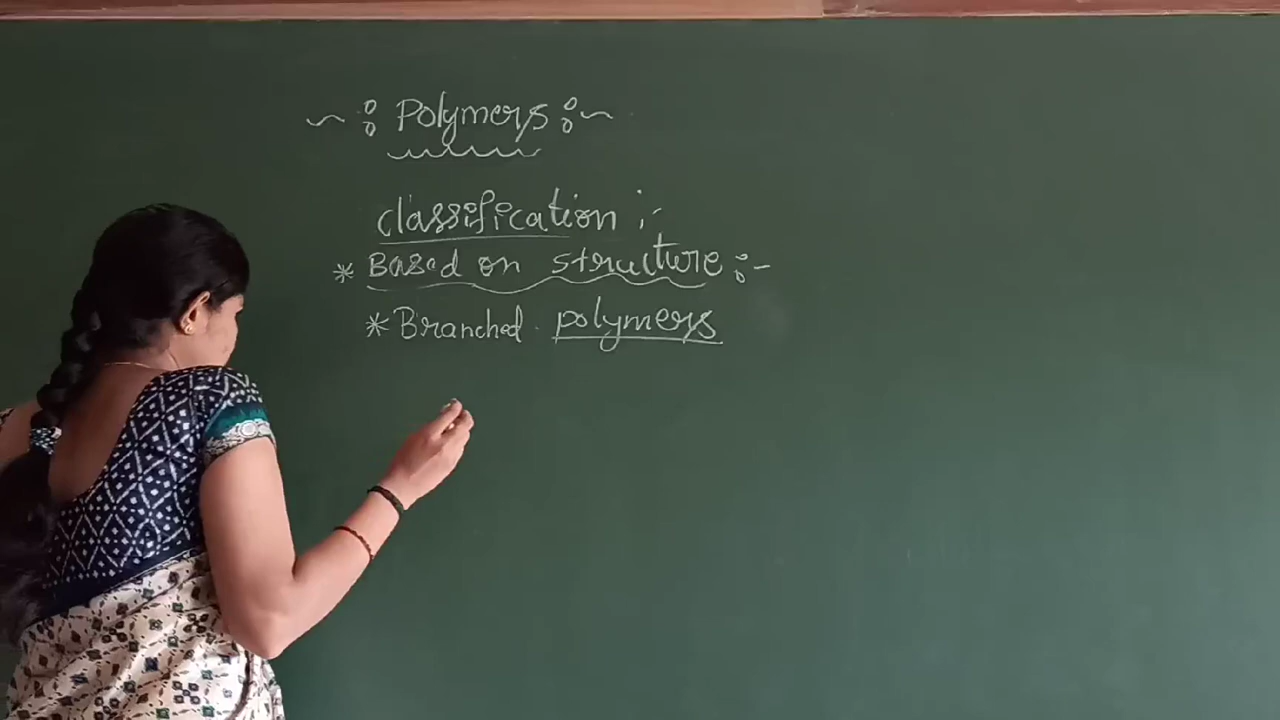 ~ : Polymers : ~
classification :-
* Based on structure :-
* Branched polymers